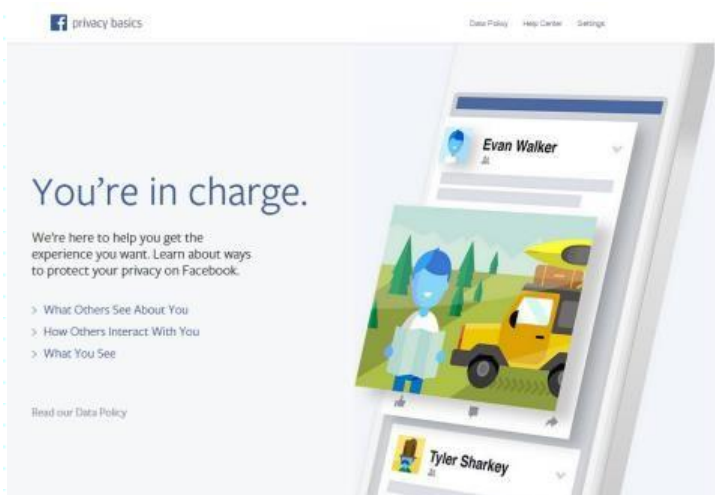 privacy basics
Data Policy Help Center Settings
You're in charge.
We're here to help you get the
experience you want. Learn about ways
to protect your privacy on Facebook.
> What Others See About You
> How Others Interact With You
> What You See
Read our Data Policy
Evan Walker
Tyler Sharkey